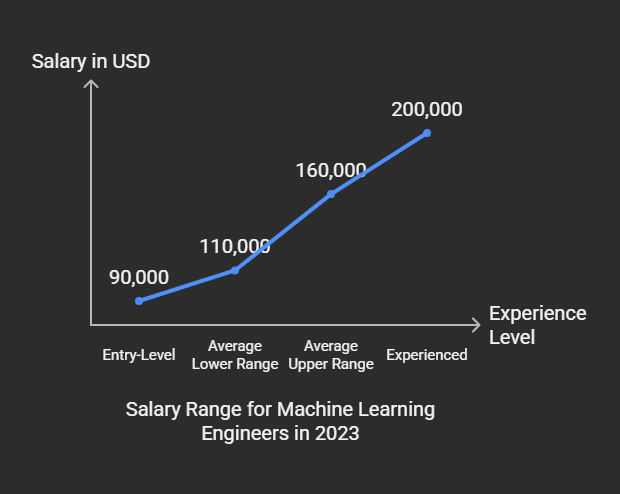 Salary in USD
200,000
160,000
110,000
90,000
Experience
Level
Entry-Level
Average
Lower Range
Average
Upper Range
Experienced
Salary Range for Machine Learning
Engineers in 2023